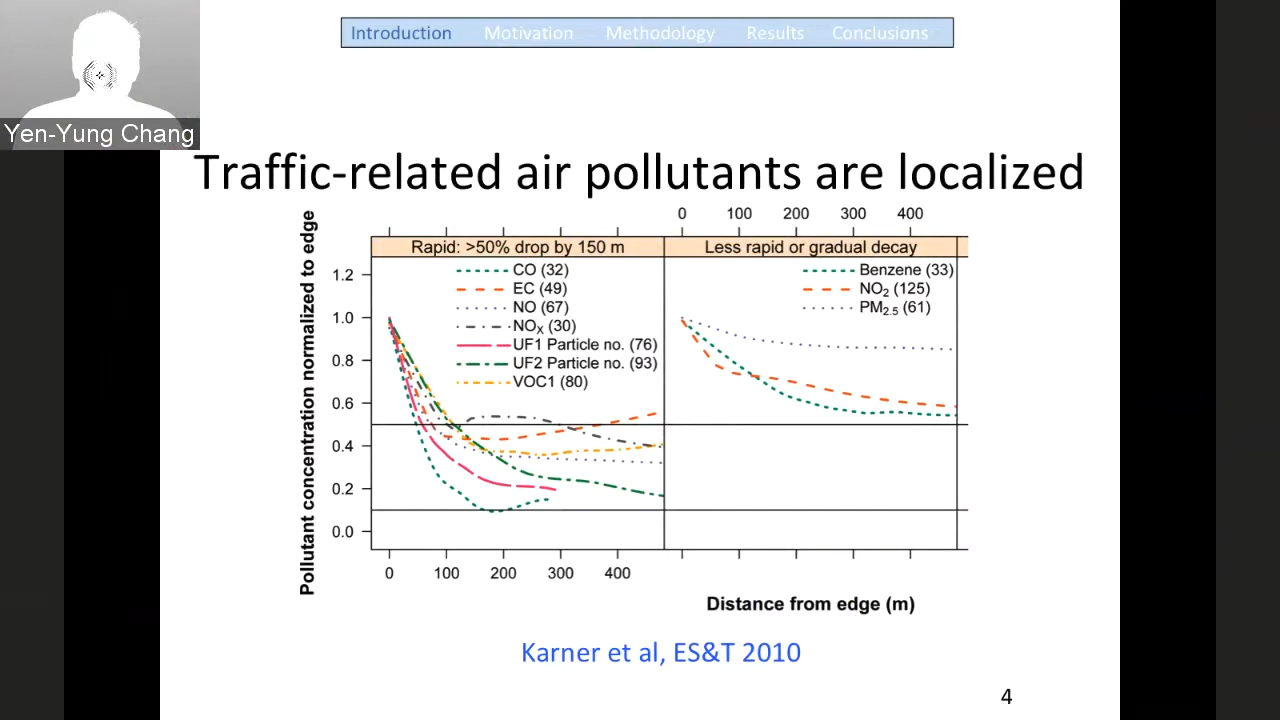 Introduction Motivation Methodology Results Conclusions
Yen-Yung Chang
Traffic-related air pollutants are localized
0 100 200 300 400
Rapid: >50% drop by 150 m
Less rapid or gradual decay
Pollutant concentration normalized to edge
1.2
1.0
0.8
0.6
0.4
0.2
0.0
CO (32)
EC (49)
NO (67)
NOX (30)
UF1 Particle no. (76)
UF2 Particle no. (93)
VOC1 (80)
Benzene (33)
NO2 (125)
PM2.5 (61)
0 100 200 300 400
Distance from edge (m)
Karner et al, ES&T 2010
4